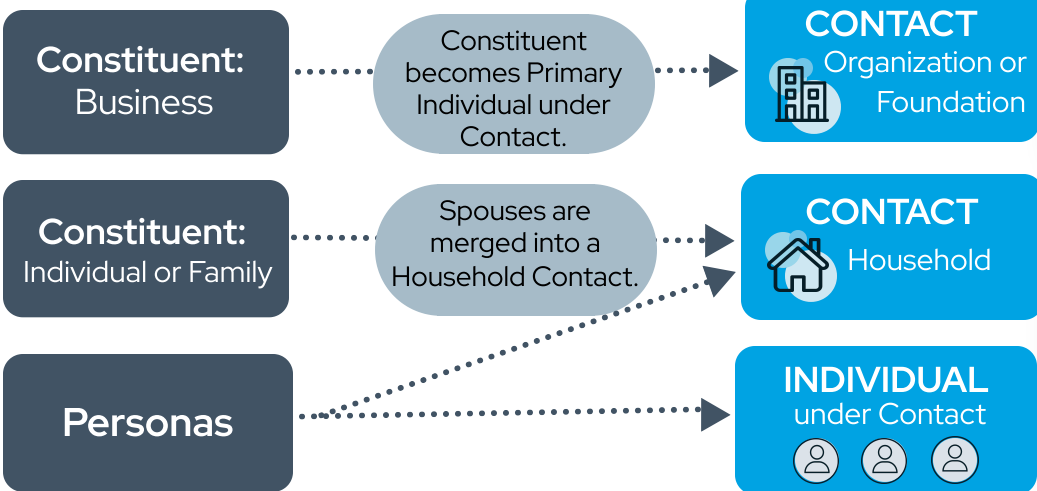 Constituent:
Business
Constituent
becomes Primary
Individual under
Contact.
CONTACT
Organization or
Foundation
Constituent:
Individual or Family
Spouses are
merged into a
Household Contact.
CONTACT
Household
Personas
INDIVIDUAL
under Contact